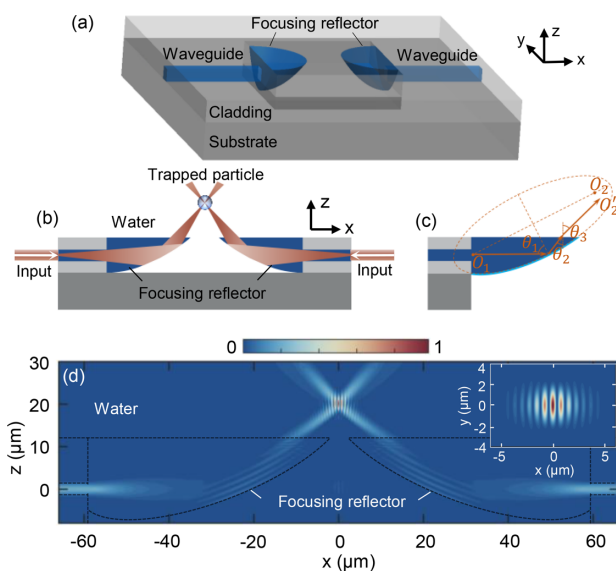 (a)
Focusing reflector
Waveguide
Waveguide
Cladding
Substrate
y
z
x
Trapped particle
(b)
Water
z
x
Input
Input
Focusing reflector
(c)
O₂
O₂′
θ₃
θ₁
θ₂
O₁
0
1
(d)
Water
Focusing reflector
z (μm)
30
20
10
0
-60
-40
-20
0
20
40
60
x (μm)
y (μm)
4
2
0
-2
-4
-5
0
5
x (μm)